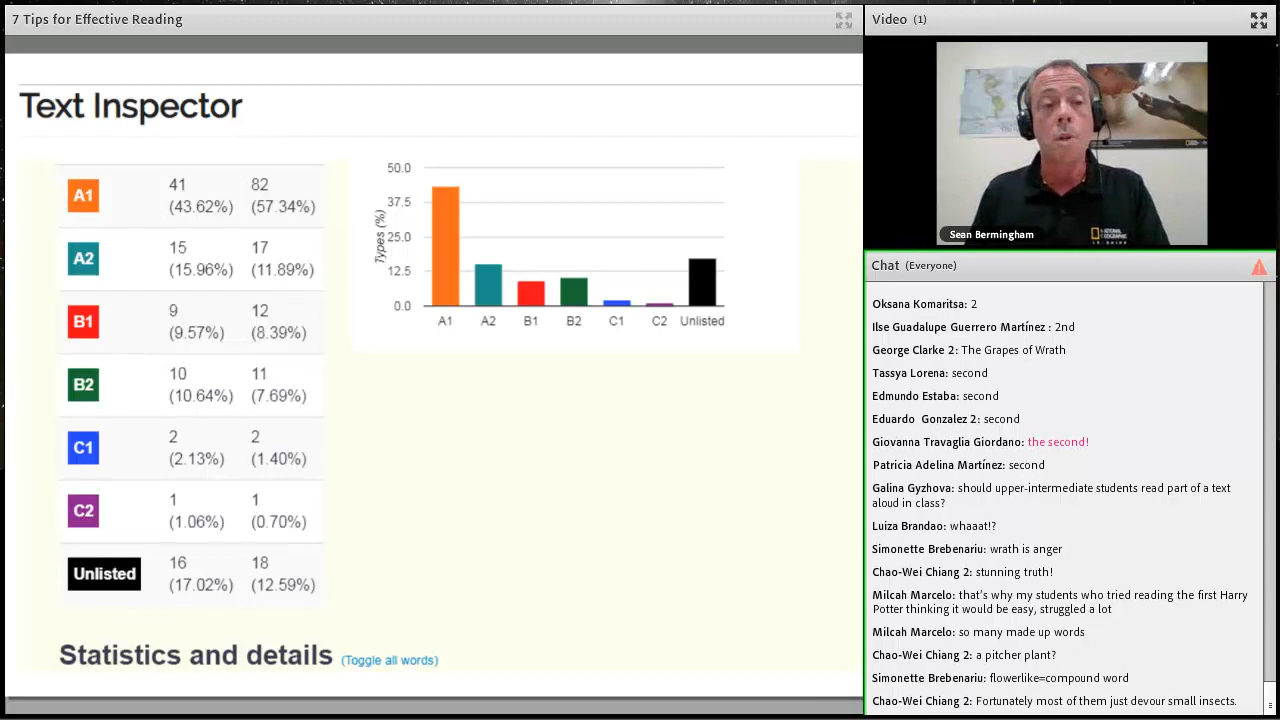 7 Tips for Effective Reading
Text Inspector
A1 41 82
(43.62%) (57.34%)
A2 15 17
(15.96%) (11.89%)
B1 9 12
(9.57%) (8.39%)
B2 10 11
(10.64%) (7.69%)
C1 2 2
(2.13%) (1.40%)
C2 1 1
(1.06%) (0.70%)
Unlisted 16 18
(17.02%) (12.59%)
Types (%)
50.0
37.5
25.0
12.5
0.0
A1 A2 B1 B2 C1 C2 Unlisted
Statistics and details (Toggle all words)
Video (1)
NATIONAL
GEOGRAPHIC
LEARNING
Sean Bermingham
Chat (Everyone)
Oksana Komaritsa: 2
Ilse Guadalupe Guerrero Martínez : 2nd
George Clarke 2: The Grapes of Wrath
Tassya Lorena: second
Edmundo Estaba: second
Eduardo Gonzalez 2: second
Giovanna Travaglia Giordano: the second!
Patricia Adelina Martínez: second
Galina Gyzhova: should upper-intermediate students read part of a text
aloud in class?
Luiza Brandao: whaaat!?
Simonette Brebenariu: wrath is anger
Chao-Wei Chiang 2: stunning truth!
Milcah Marcelo: that's why my students who tried reading the first Harry
Potter thinking it would be easy, struggled a lot
Milcah Marcelo: so many made up words
Chao-Wei Chiang 2: a pitcher plant?
Simonette Brebenariu: flowerlike=compound word
Chao-Wei Chiang 2: Fortunately most of them just devour small insects.